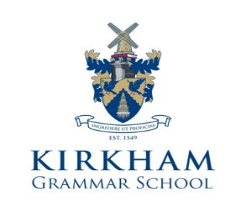 INGREDERE UT PROFICIAS
EST. 1549
KIRKHAM
GRAMMAR SCHOOL